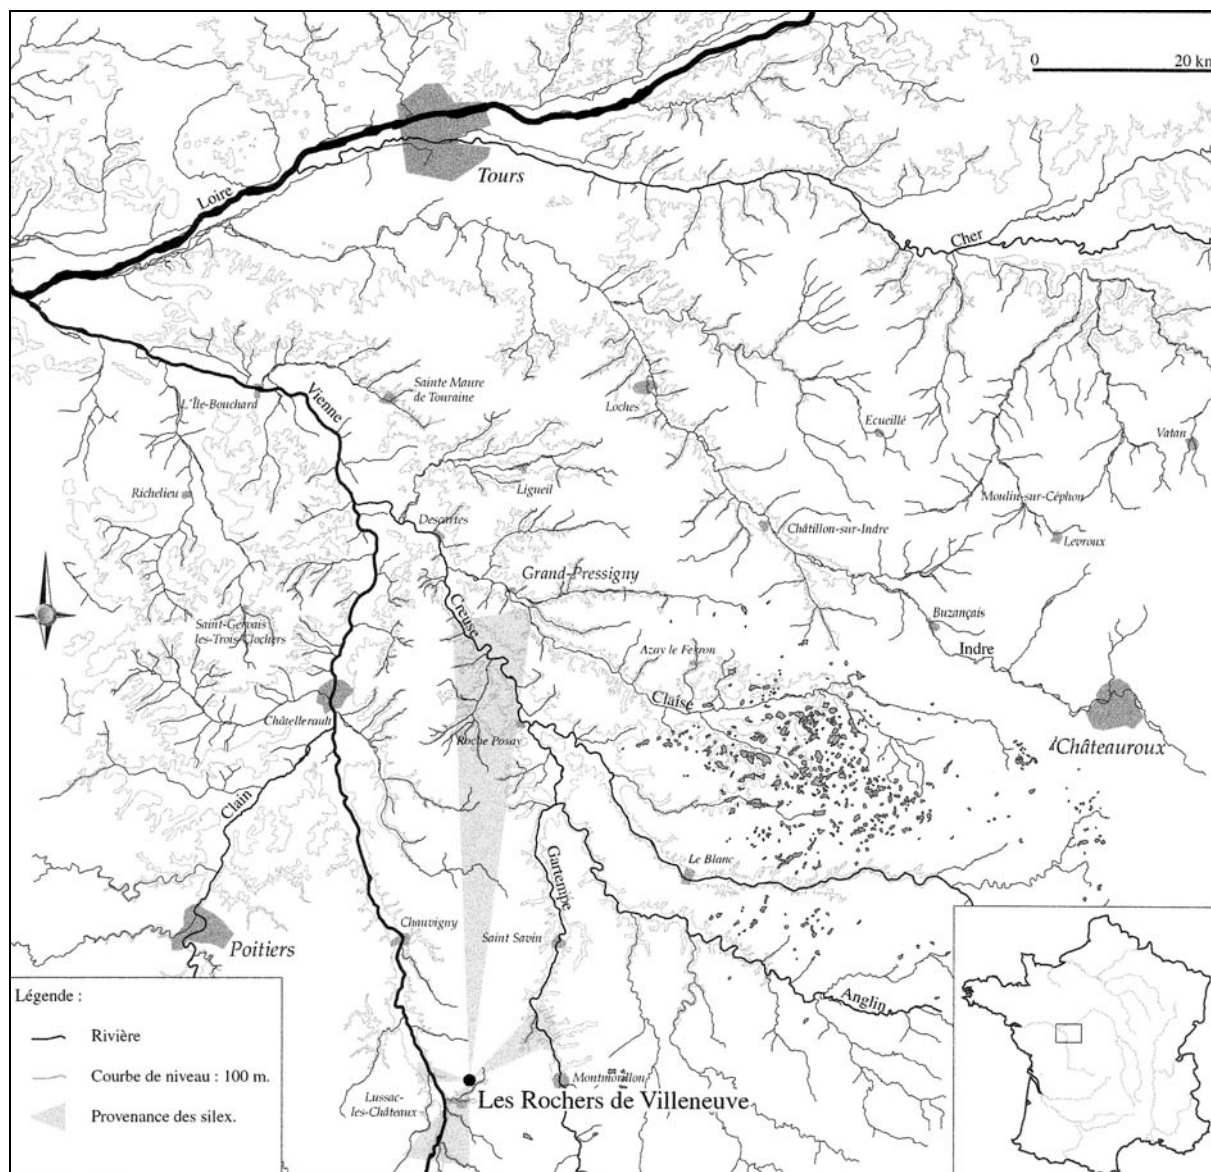 0
20 km
Tours
Loire
Cher
Vienne
Sainte Maure
de Touraine
L'Île-Bouchard
Loches
Ecueillé
Vatan
Richelieu
Ligueil
Moulin-sur-Céphon
Descartes
Châtillon-sur-Indre
Levroux
Grand-Pressigny
Creuse
Buzançais
Saint-Gervais
les-Trois-Clochers
Azay le Ferron
Indre
Claise
Châtellerault
Roche Posay
Châteauroux
Clain
Gartempe
Le Blanc
Chauvigny
Saint Savin
Poitiers
Anglin
Légende :
Rivière
Courbe de niveau : 100 m.
Provenance des silex.
Lussac-
les-Châteaux
Montmorillon
Les Rochers de Villeneuve